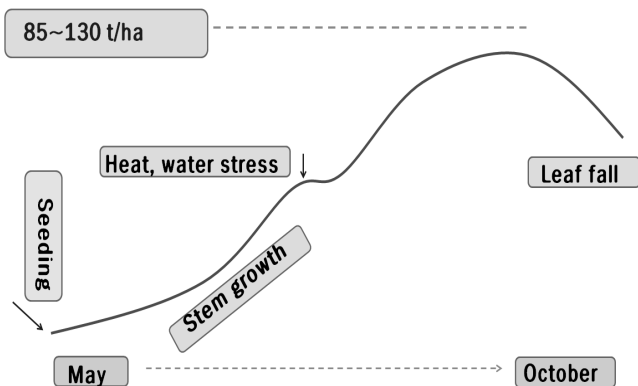 85~130 t/ha
Heat, water stress
Leaf fall
Seeding
Stem growth
May
October